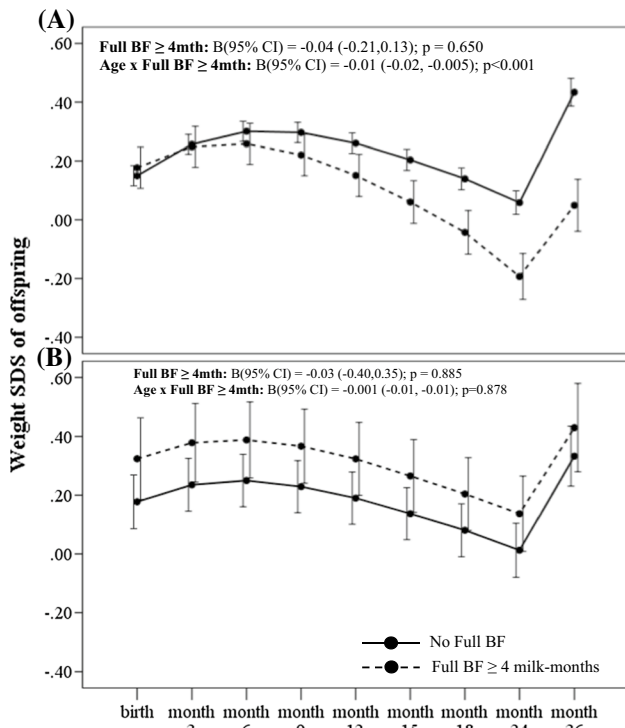 (A)
Full BF ≥ 4mth: B(95% CI) = -0.04 (-0.21,0.13); p = 0.650
Age x Full BF ≥ 4mth: B(95% CI) = -0.01 (-0.02, -0.005); p<0.001
.60
.40
.20
.00
-.20
-.40
Weight SDS of offspring
(B)
Full BF ≥ 4mth: B(95% CI) = -0.03 (-0.40,0.35); p = 0.885
Age x Full BF ≥ 4mth: B(95% CI) = -0.001 (-0.01, -0.01); p=0.878
.60
.40
.20
.00
-.20
-.40
No Full BF
Full BF ≥ 4 milk-months
birth month month month month month month month month